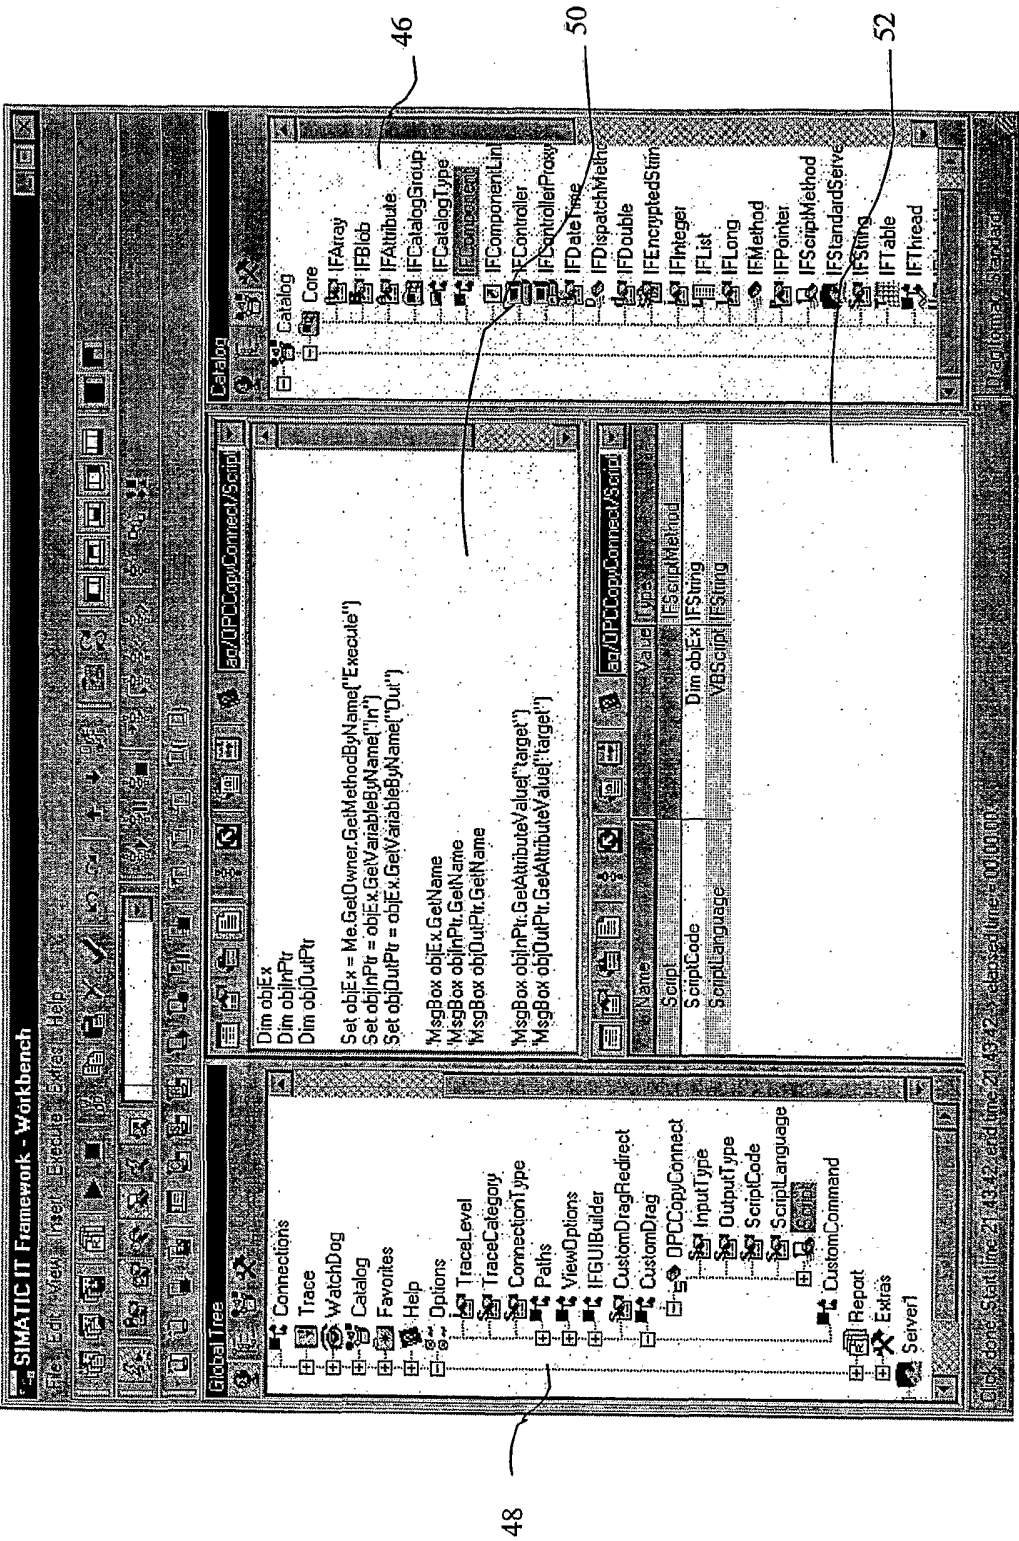 SIMATIC IT Framework - Workbench
File Edit View Insert Execute Extras Help
Global Tree
Connections
Trace
WatchDog
Catalog
Favorites
Help
Options
TraceLevel
TraceCategory
ConnectionType
Paths
ViewOptions
IFGUIBuilder
CustomDragRedirect
CustomDrag
OPCCopyConnect
InputType
OutputType
ScriptCode
ScriptLanguage
Script
CustomCommand
Report
Extras
Server1
ag/OPCCopyConnect/Script
Dim objEx
Dim objInPtr
Dim objOutPtr
Set objEx = Me.GetOwner.GetMethodByName("Execute")
Set objInPtr = objEx.GetVariableByName("In")
Set objOutPtr = objEx.GetVariableByName("Out")
'MsgBox objEx.GetName
'MsgBox objInPtr.GetName
'MsgBox objOutPtr.GetName
'MsgBox objInPtr.GetAttributeValue("target")
'MsgBox objOutPtr.GetAttributeValue("target")
ag/OPCCopyConnect/Script
Name Value Type
Script IFScriptMethod
ScriptCode Dim objEx IFString
ScriptLanguage VBScript IFString
Catalog
Catalog
Core
IFArray
IFBlob
IFAttribute
IFCatalogGroup
IFCatalogType
IFComponent
IFComponentLin
IFController
IFControllerProxy
IFDateTime
IFDispatchMetho
IFDouble
IFEncryptedStrin
IFInteger
IFList
IFLong
IFMethod
IFPointer
IFScriptMethod
IFStandardServe
IFString
IFTable
IFThread
46
50
52
48